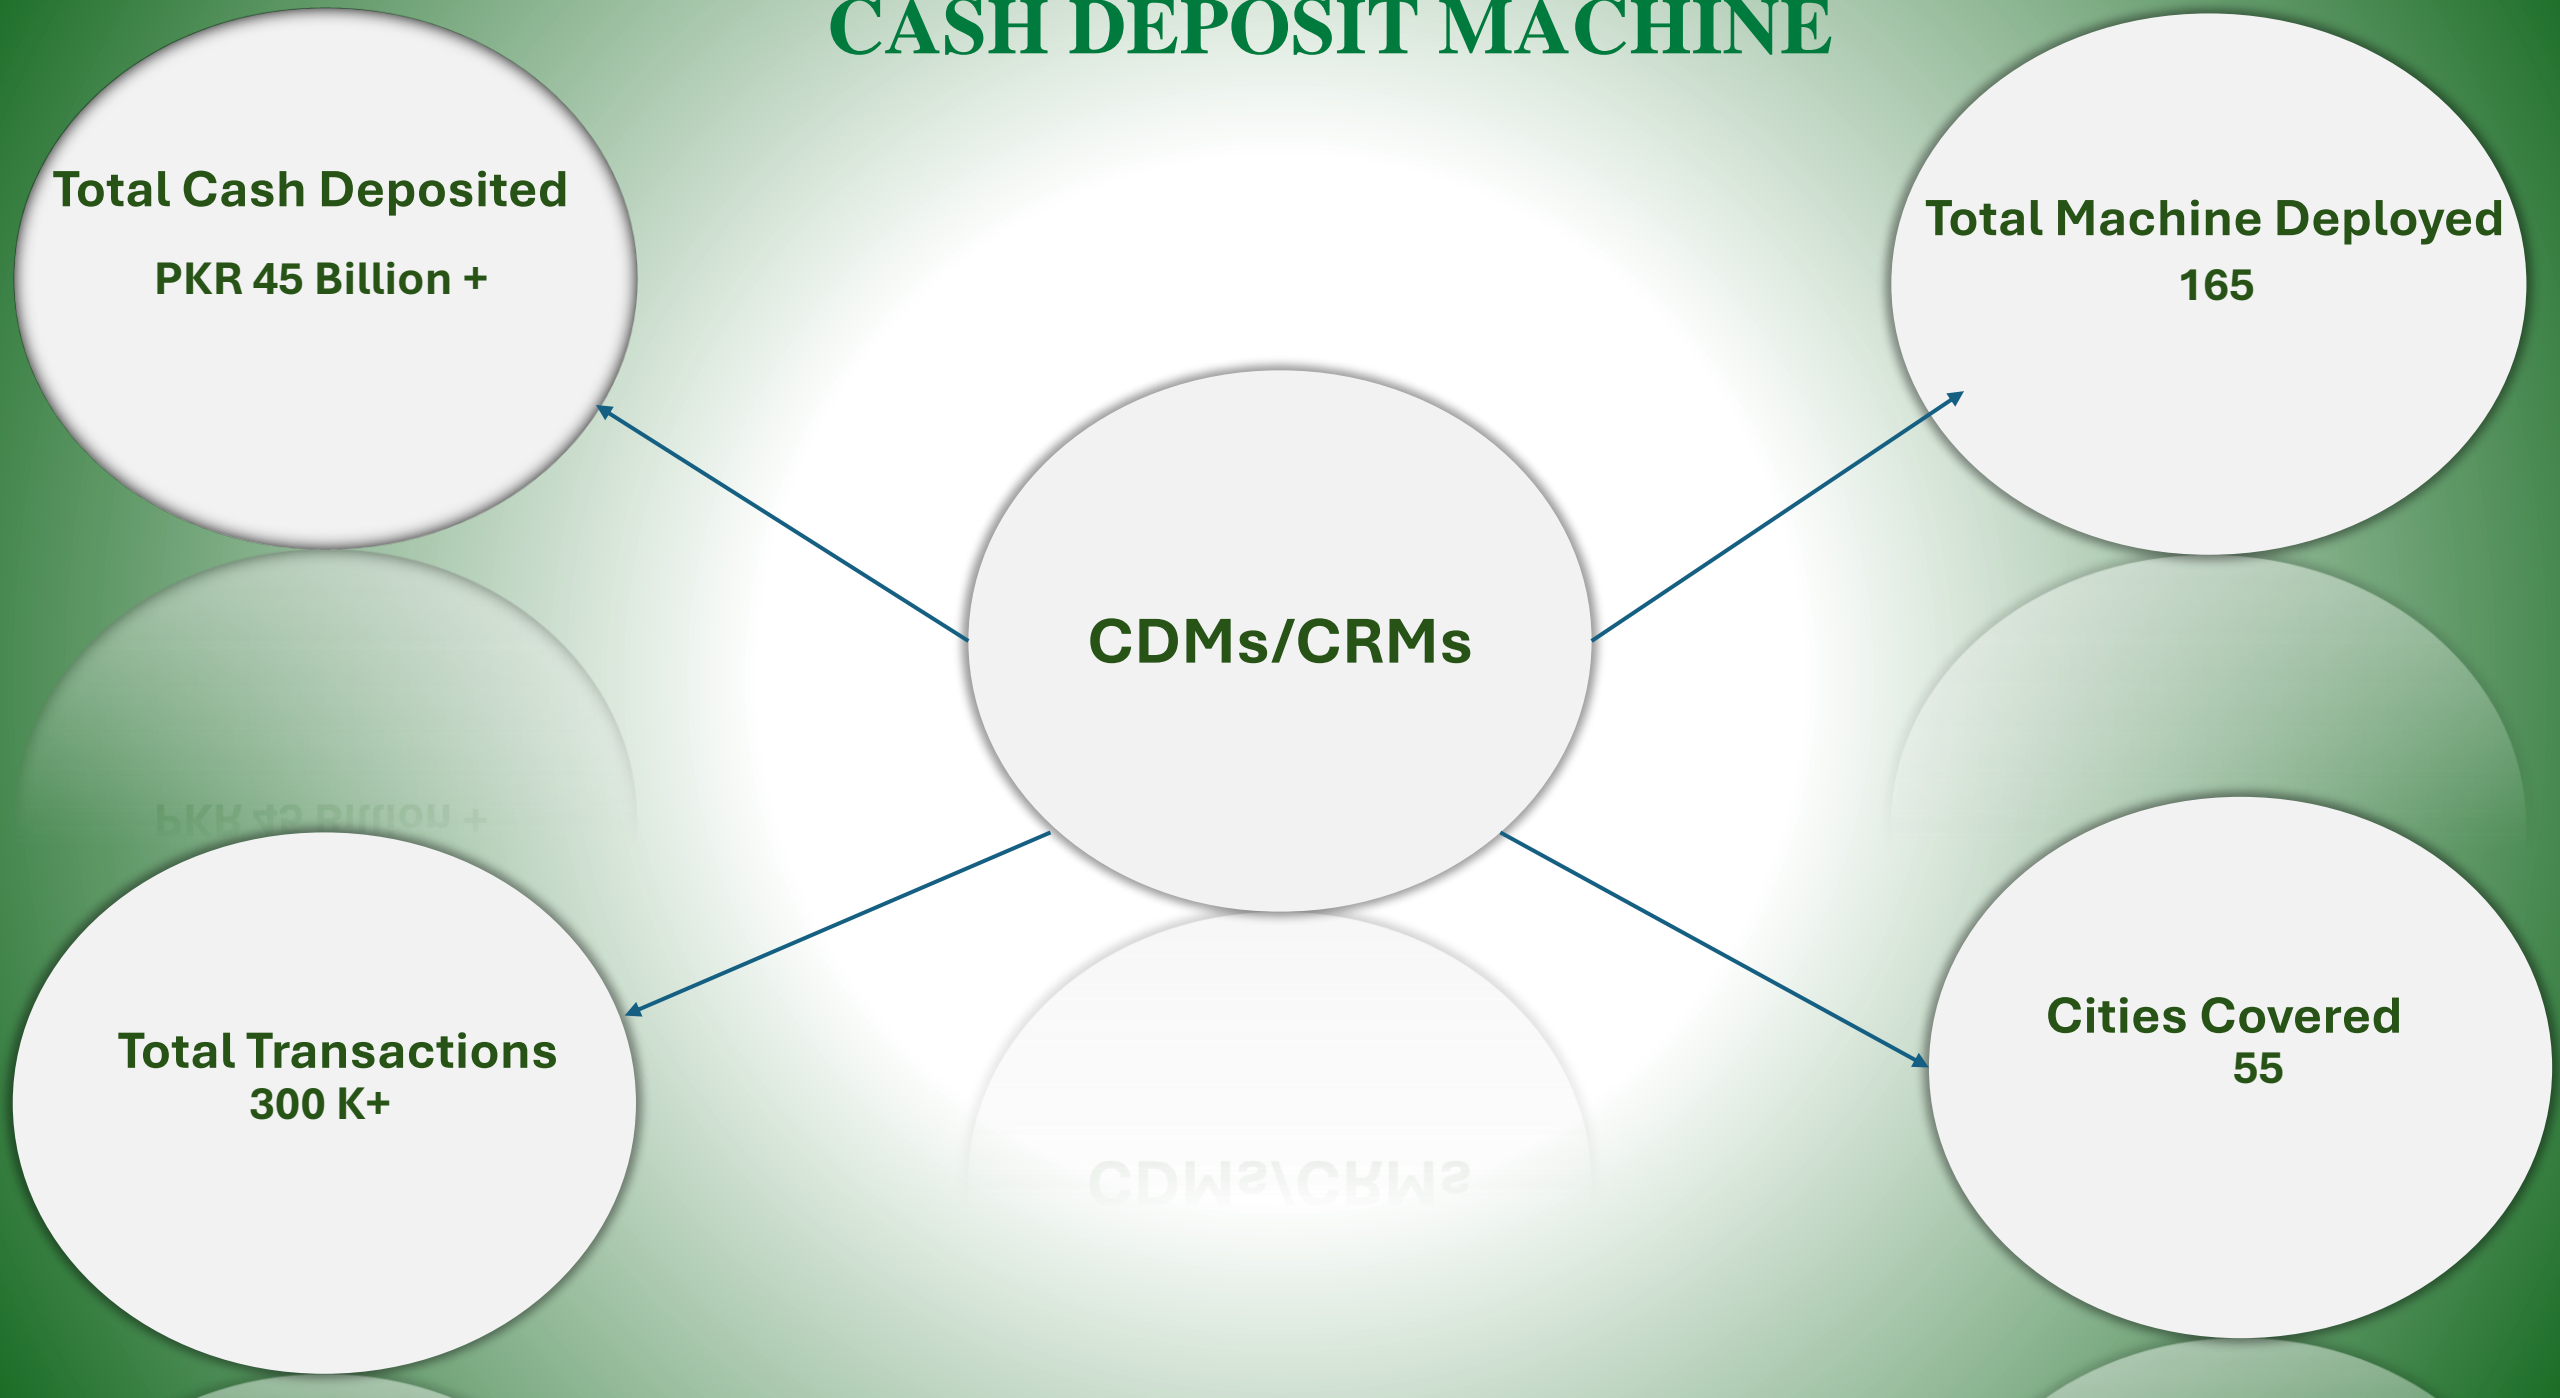 CASH DEPOSIT MACHINE
Total Cash Deposited
PKR 45 Billion +
Total Machine Deployed
165
CDMs/CRMs
Total Transactions
300 K+
Cities Covered
55